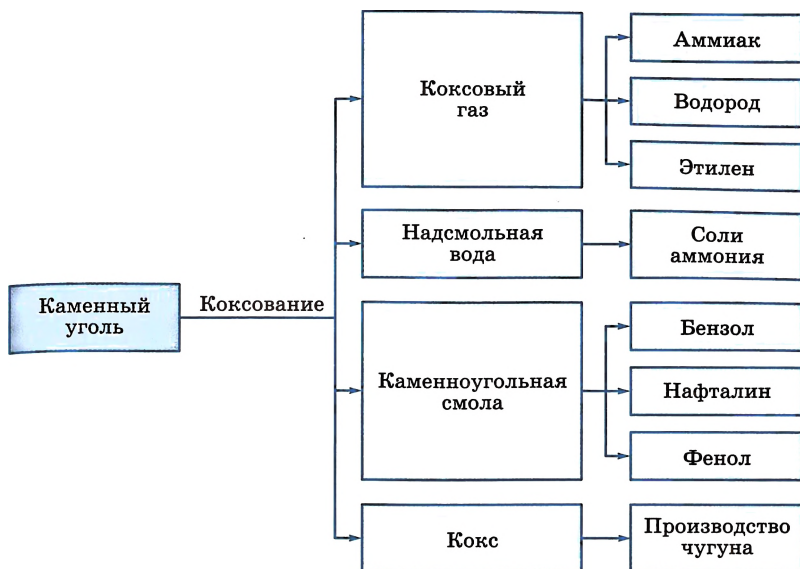 Каменный
уголь
Коксование
Коксовый
газ
Аммиак
Водород
Этилен
Надсмольная
вода
Соли
аммония
Каменноугольная
смола
Бензол
Нафталин
Фенол
Кокс
Производство
чугуна